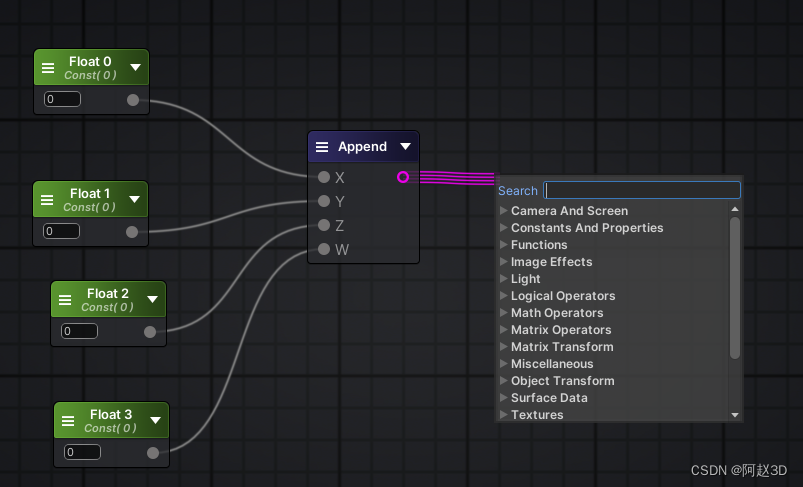 Float 0
Const( 0 )
0
Float 1
Const( 0 )
0
Float 2
Const( 0 )
0
Float 3
Const( 0 )
0
Append
X
Y
Z
W
Search
Camera And Screen
Constants And Properties
Functions
Image Effects
Light
Logical Operators
Math Operators
Matrix Operators
Matrix Transform
Miscellaneous
Object Transform
Surface Data
Textures
CSDN @阿赵3D